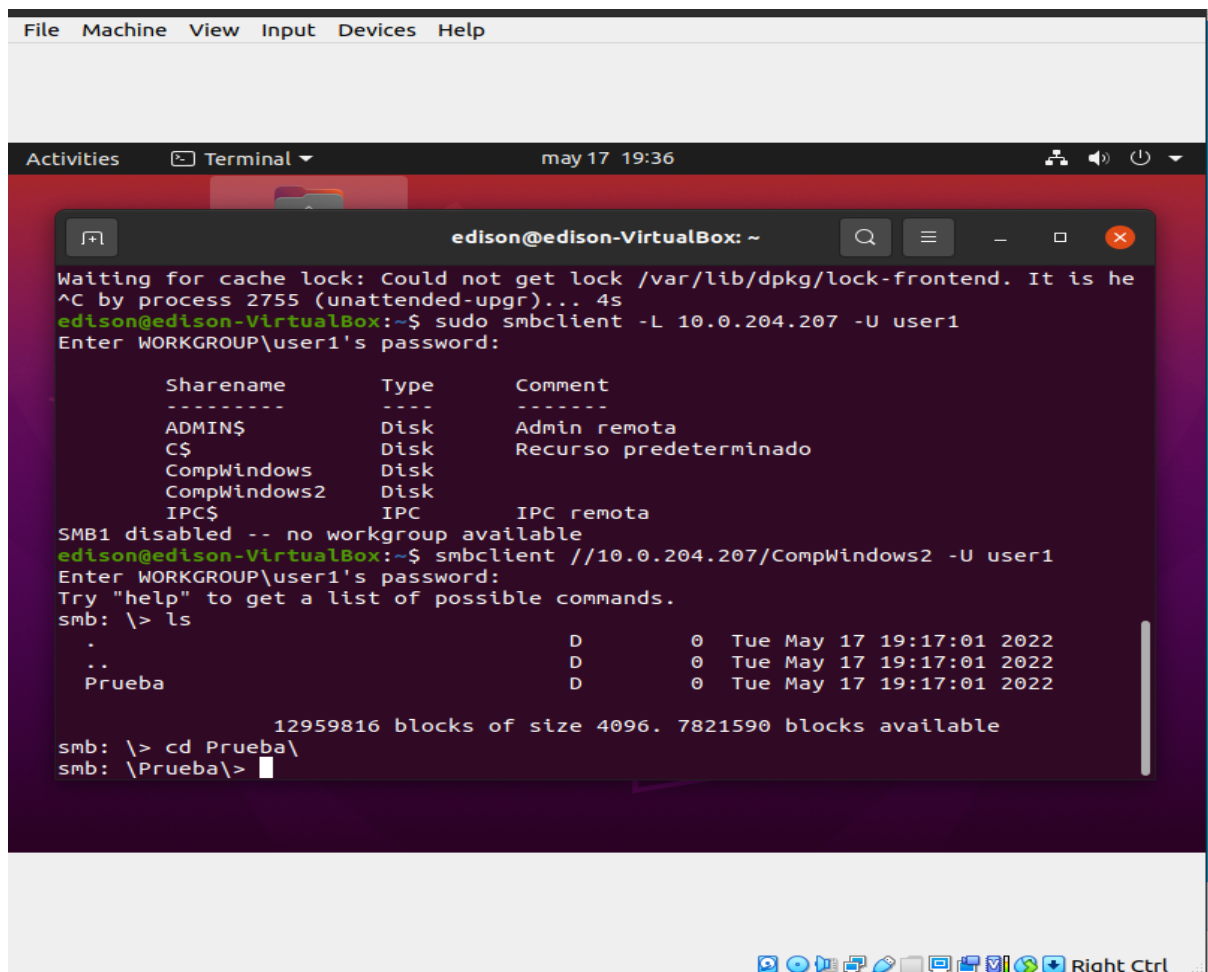 File Machine View Input Devices Help
Activities Terminal may 17 19:36
edison@edison-VirtualBox: ~
Waiting for cache lock: Could not get lock /var/lib/dpkg/lock-frontend. It is he
^C by process 2755 (unattended-upgr)... 4s
edison@edison-VirtualBox:~$ sudo smbclient -L 10.0.204.207 -U user1
Enter WORKGROUP\user1's password:
Sharename Type Comment
--------- ---- -------
ADMIN$ Disk Admin remota
C$ Disk Recurso predeterminado
CompWindows Disk
CompWindows2 Disk
IPC$ IPC IPC remota
SMB1 disabled -- no workgroup available
edison@edison-VirtualBox:~$ smbclient //10.0.204.207/CompWindows2 -U user1
Enter WORKGROUP\user1's password:
Try "help" to get a list of possible commands.
smb: \> ls
. D 0 Tue May 17 19:17:01 2022
.. D 0 Tue May 17 19:17:01 2022
Prueba D 0 Tue May 17 19:17:01 2022
12959816 blocks of size 4096. 7821590 blocks available
smb: \> cd Prueba\
smb: \Prueba\>
Right Ctrl